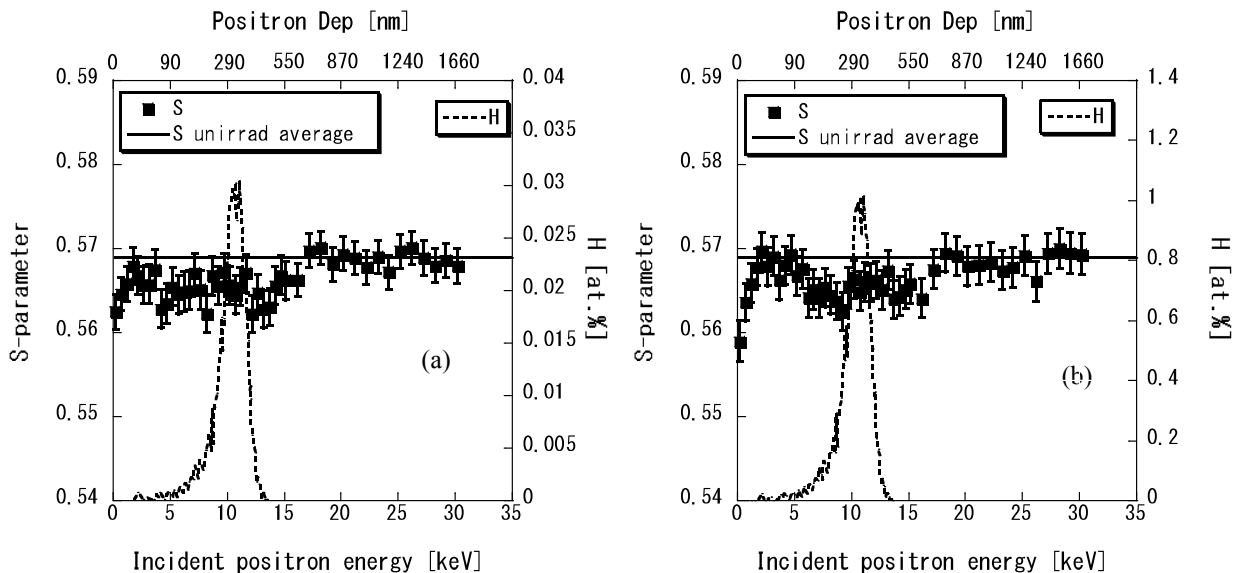 Positron Dep [nm]
0 90 290 550 870 1240 1660
0.59
0.58
0.57
0.56
0.55
0.54
S-parameter
S
S unirrad average
H
(a)
0.04
0.035
0.03
0.025
0.02
0.015
0.01
0.005
0
H [at.%]
0 5 10 15 20 25 30 35
Incident positron energy [keV]
Positron Dep [nm]
0 90 290 550 870 1240 1660
0.59
0.58
0.57
0.56
0.55
0.54
S-parameter
S
S unirrad average
H
(b)
1.4
1.2
1
0.8
0.6
0.4
0.2
0
H [at.%]
0 5 10 15 20 25 30 35
Incident positron energy [keV]